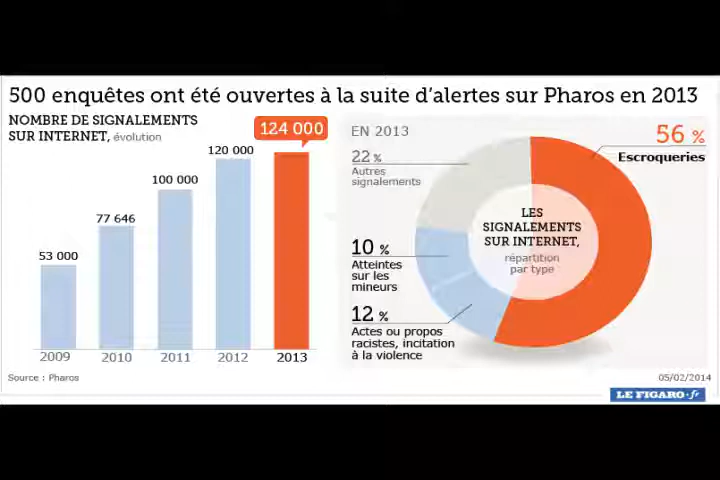 500 enquêtes ont été ouvertes à la suite d'alertes sur Pharos en 2013
NOMBRE DE SIGNALEMENTS
SUR INTERNET, évolution
124 000
120 000
100 000
77 646
53 000
2009
2010
2011
2012
2013
Source : Pharos
EN 2013
56 %
Escroqueries
22 %
Autres
signalements
10 %
Atteintes
sur les
mineurs
12 %
Actes ou propos
racistes, incitation
à la violence
LES
SIGNALEMENTS
SUR INTERNET,
répartition
par type
05/02/2014
LE FIGARO·fr